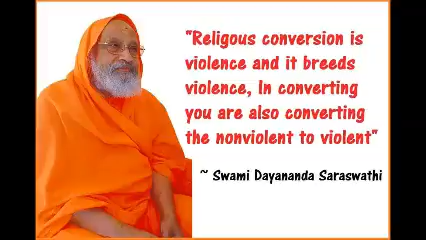 "Religous conversion is
violence and it breeds
violence, In converting
you are also converting
the nonviolent to violent"
~ Swami Dayananda Saraswathi